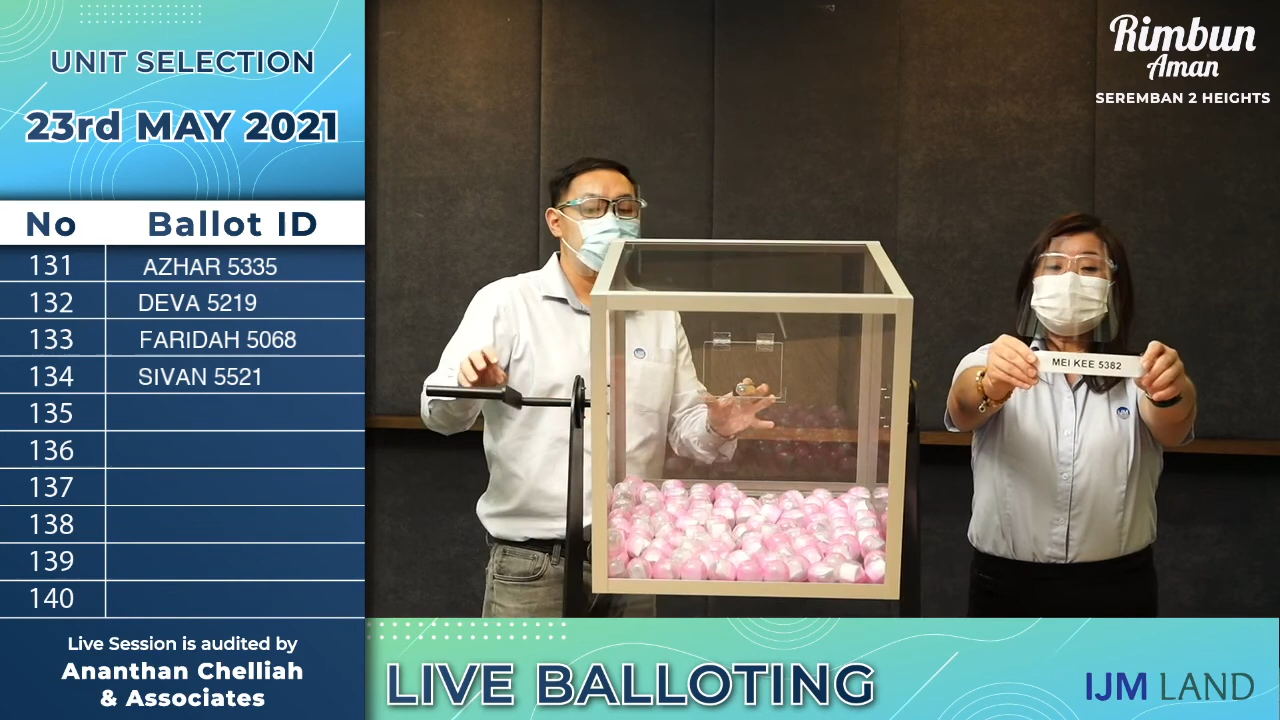 UNIT SELECTION
23rd MAY 2021
No Ballot ID
131 AZHAR 5335
132 DEVA 5219
133 FARIDAH 5068
134 SIVAN 5521
135
136
137
138
139
140
Live Session is audited by
Ananthan Chelliah
& Associates
Rimbun
Aman
SEREMBAN 2 HEIGHTS
MEI KEE 5382
IJM
LIVE BALLOTING
IJM LAND